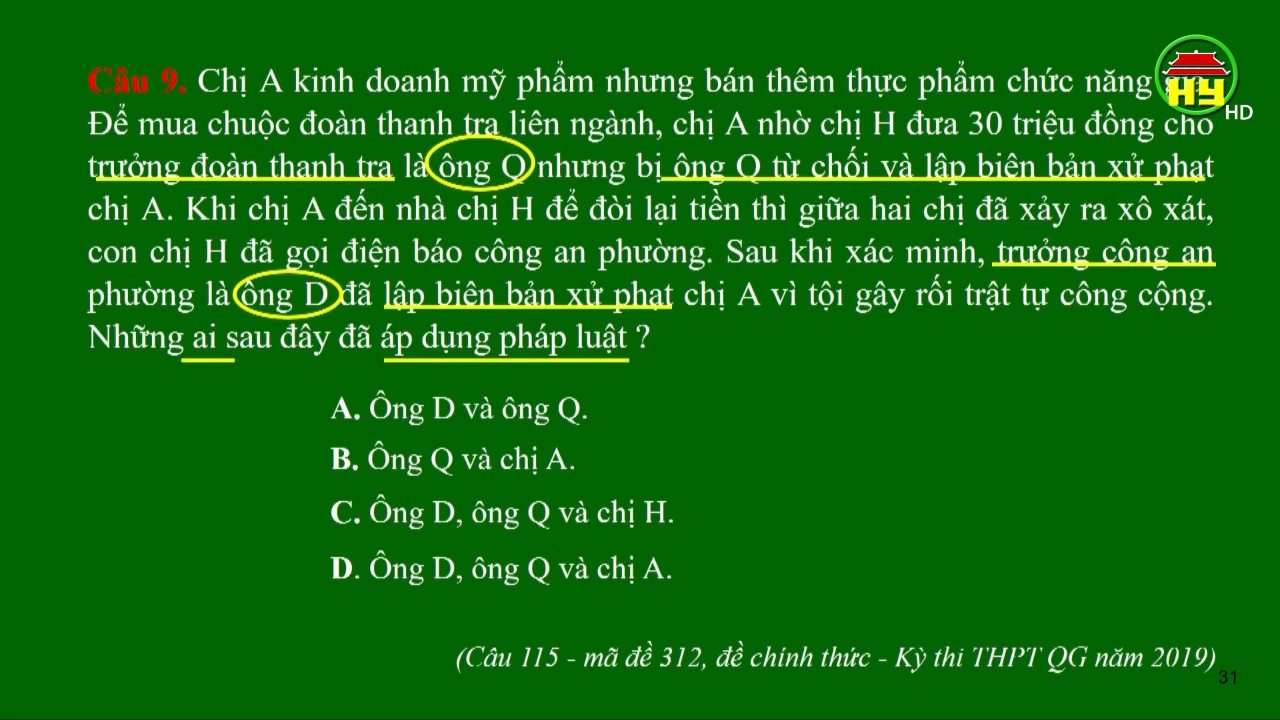 Câu 9. Chị A kinh doanh mỹ phẩm nhưng bán thêm thực phẩm chức năng
Để mua chuộc đoàn thanh tra liên ngành, chị A nhờ chị H đưa 30 triệu đồng cho
trưởng đoàn thanh tra là ông Q nhưng bị ông Q từ chối và lập biên bản xử phạt
chị A. Khi chị A đến nhà chị H để đòi lại tiền thì giữa hai chị đã xảy ra xô xát,
con chị H đã gọi điện báo công an phường. Sau khi xác minh, trưởng công an
phường là ông D đã lập biên bản xử phạt chị A vì tội gây rối trật tự công cộng.
Những ai sau đây đã áp dụng pháp luật ?
A. Ông D và ông Q.
B. Ông Q và chị A.
C. Ông D, ông Q và chị H.
D. Ông D, ông Q và chị A.
(Câu 115 - mã đề 312, đề chính thức - Kỳ thi THPT QG năm 2019)
31
HY
HD